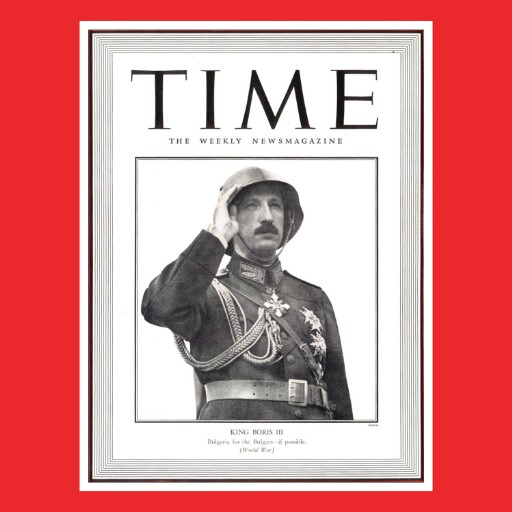 TIME
THE WEEKLY NEWSMAGAZINE
KING BORIS III
Bulgaria for the Bulgars—if possible.
(World War)